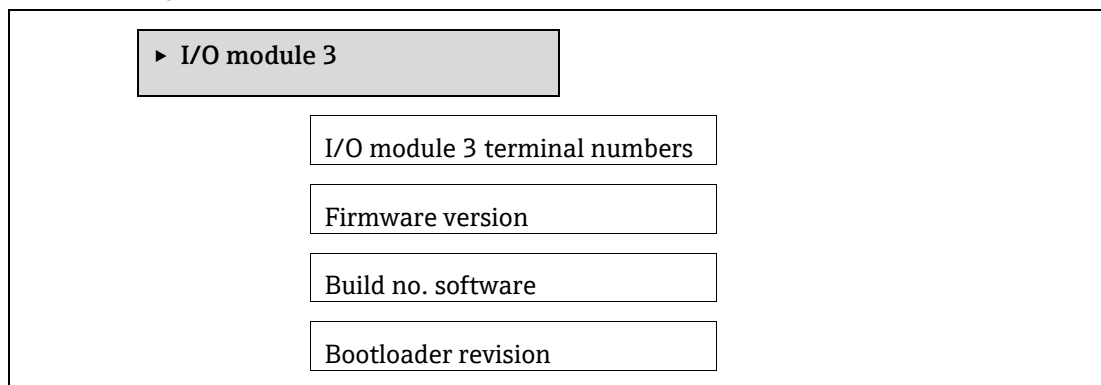 ▸ I/O module 3
I/O module 3 terminal numbers
Firmware version
Build no. software
Bootloader revision